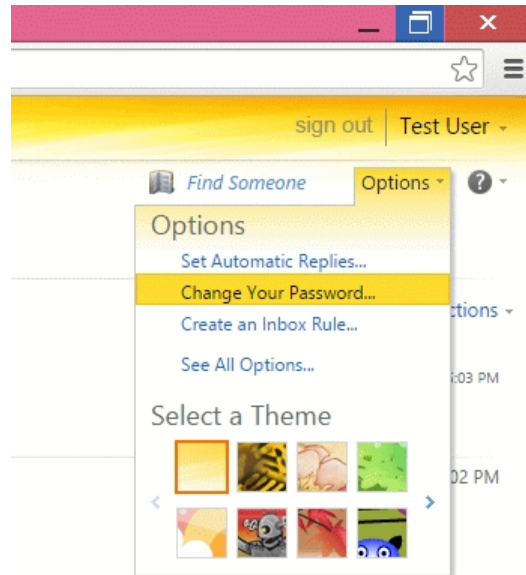 sign out Test User
Find Someone Options
Options
Set Automatic Replies...
Change Your Password...
Create an Inbox Rule...
ctions
See All Options...
:03 PM
Select a Theme
02 PM